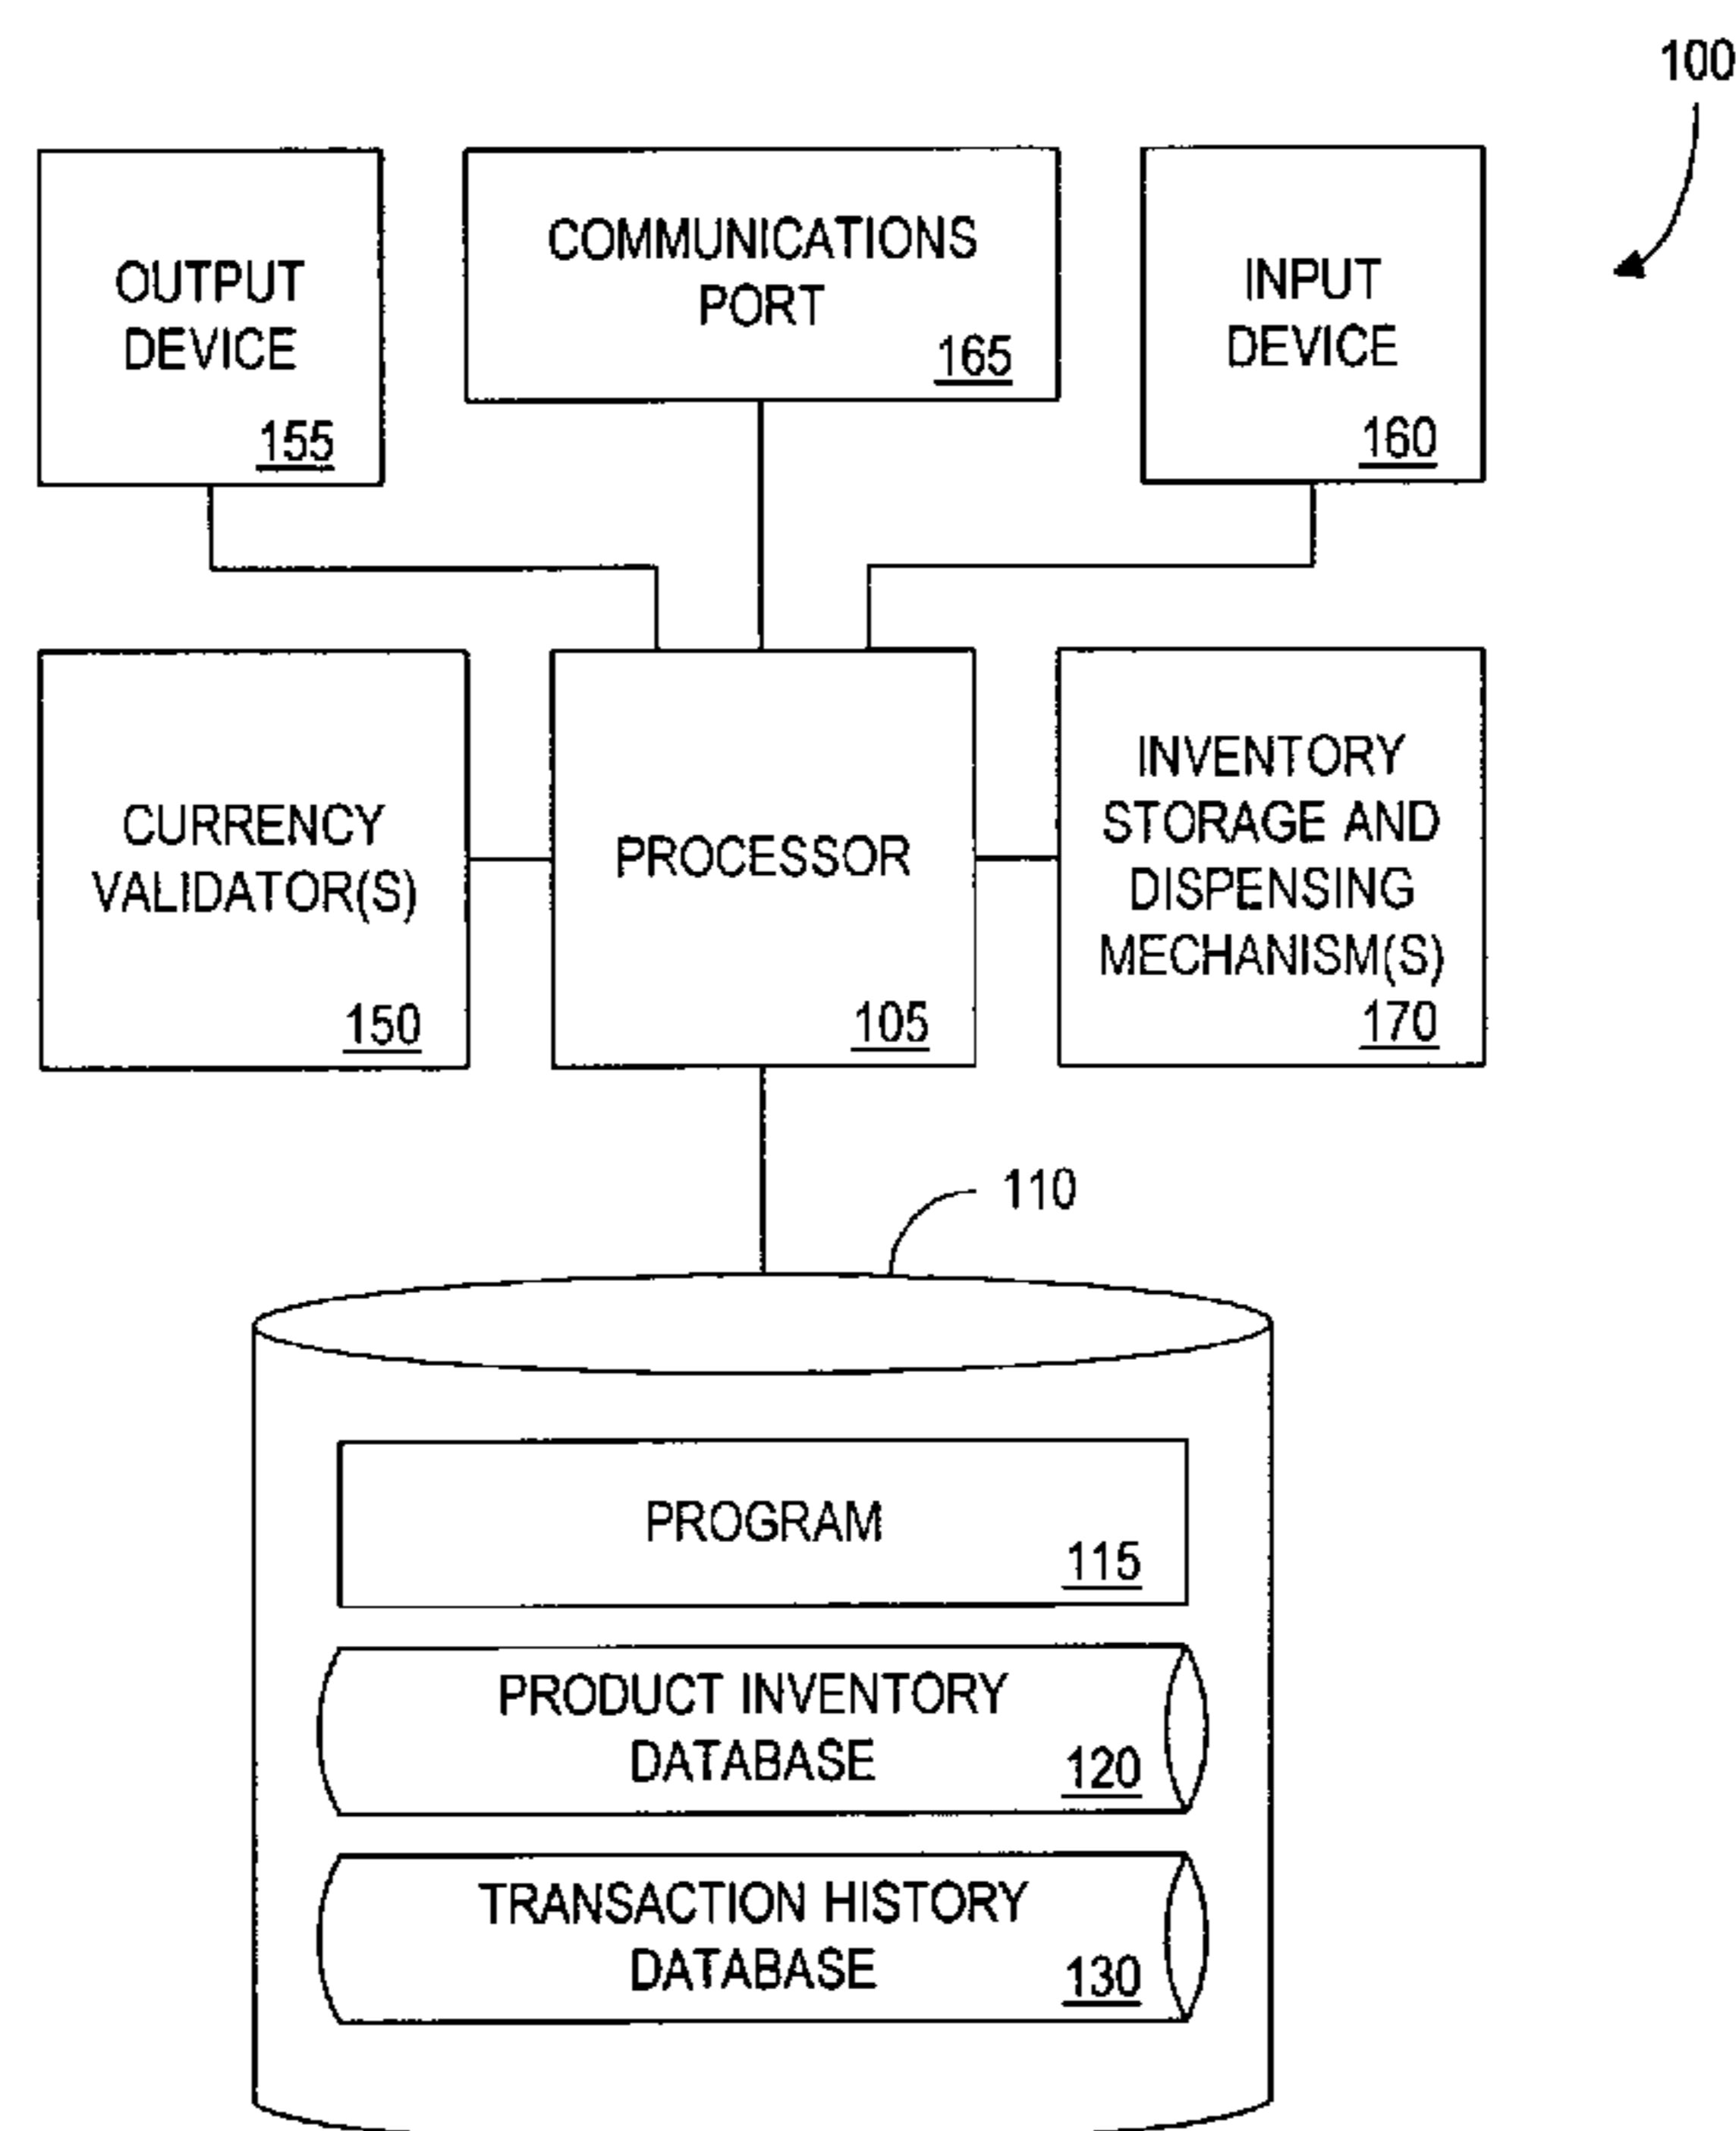 100
OUTPUT
DEVICE
155
COMMUNICATIONS
PORT
165
INPUT
DEVICE
160
CURRENCY
VALIDATOR(S)
150
PROCESSOR
105
INVENTORY
STORAGE AND
DISPENSING
MECHANISM(S)
170
110
PROGRAM
115
PRODUCT INVENTORY
DATABASE
120
TRANSACTION HISTORY
DATABASE
130